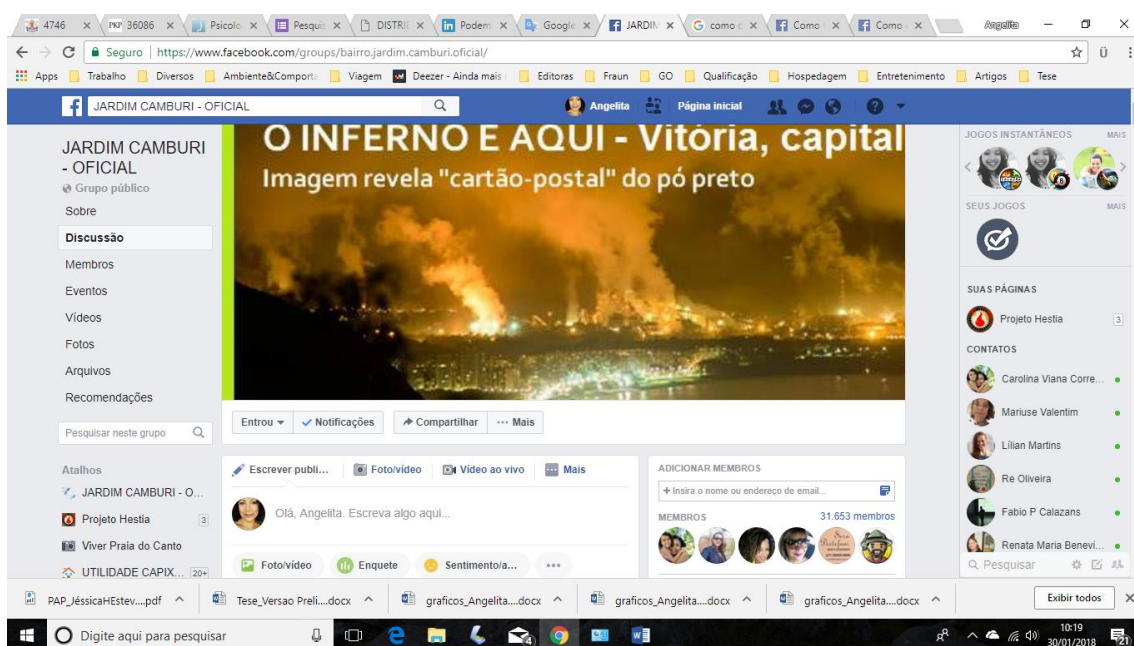 4746
PKP 36086
Psicolo
Pesquis
DISTRI
Podem
Google
JARDIM
como c
Como
Como
Angelita
Seguro | https://www.facebook.com/groups/bairro.jardim.camburi.oficial/
Apps Trabalho Diversos Ambiente&Comporta Viagem Deezer - Ainda mais Editoras Fraun GO Qualificação Hospedagem Entretenimento Artigos Tese
JARDIM CAMBURI - OFICIAL
Angelita
Página inicial
JARDIM CAMBURI
- OFICIAL
Grupo público
Sobre
Discussão
Membros
Eventos
Vídeos
Fotos
Arquivos
Recomendações
Pesquisar neste grupo
Atalhos
JARDIM CAMBURI - O...
Projeto Hestia 3
Viver Praia do Canto
UTILIDADE CAPIX... 20+
O INFERNO E AQUI - Vitória, capital
Imagem revela "cartão-postal" do pó preto
Entrou Notificações Compartilhar ··· Mais
Escrever publi... Foto/vídeo Vídeo ao vivo Mais
Olá, Angelita. Escreva algo aqui...
Foto/vídeo Enquete Sentimento/a... •••
ADICIONAR MEMBROS
+ Insira o nome ou endereço de email...
MEMBROS 31.653 membros
JOGOS INSTANTÂNEOS MAIS
SEUS JOGOS MAIS
SUAS PÁGINAS
Projeto Hestia 3
CONTATOS
Carolina Viana Corre...
Mariuse Valentim
Lílian Martins
Re Oliveira
Fabio P Calazans
Renata Maria Benevi...
Pesquisar
PAP_JéssicaHEstev....pdf
Tese_Versao Preli....docx
graficos_Angelita....docx
graficos_Angelita....docx
graficos_Angelita....docx
Exibir todos
Digite aqui para pesquisar
4
10:19
30/01/2018
21